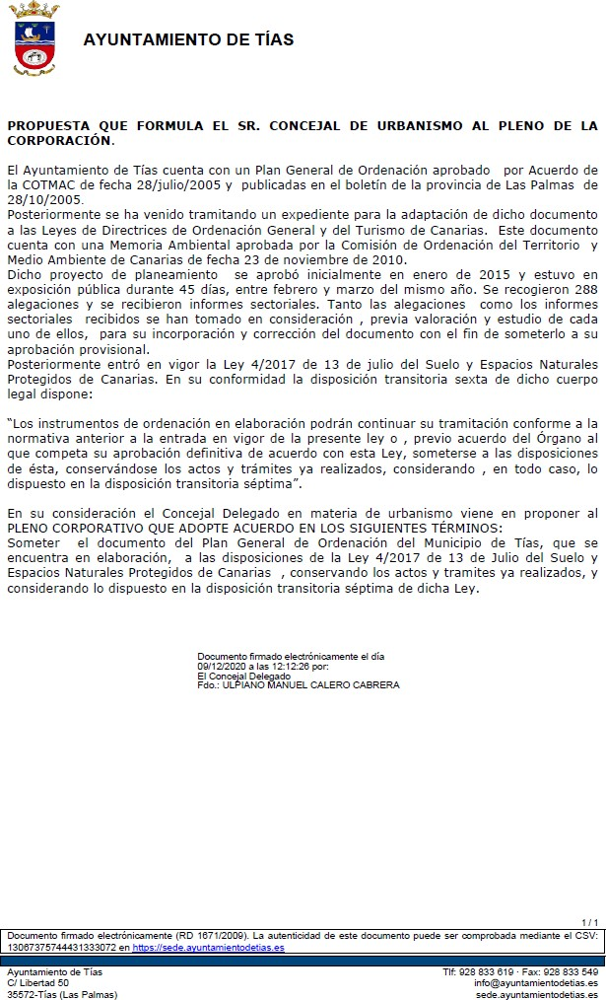 AYUNTAMIENTO DE TÍAS
PROPUESTA QUE FORMULA EL SR. CONCEJAL DE URBANISMO AL PLENO DE LA
CORPORACIÓN.
El Ayuntamiento de Tías cuenta con un Plan General de Ordenación aprobado por Acuerdo de
la COTMAC de fecha 28/julio/2005 y publicadas en el boletín de la provincia de Las Palmas de
28/10/2005.
Posteriormente se ha venido tramitando un expediente para la adaptación de dicho documento
a las Leyes de Directrices de Ordenación General y del Turismo de Canarias. Este documento
cuenta con una Memoria Ambiental aprobada por la Comisión de Ordenación del Territorio y
Medio Ambiente de Canarias de fecha 23 de noviembre de 2010.
Dicho proyecto de planeamiento se aprobó inicialmente en enero de 2015 y estuvo en
exposición pública durante 45 días, entre febrero y marzo del mismo año. Se recogieron 288
alegaciones y se recibieron informes sectoriales. Tanto las alegaciones como los informes
sectoriales recibidos se han tomado en consideración , previa valoración y estudio de cada
uno de ellos, para su incorporación y corrección del documento con el fin de someterlo a su
aprobación provisional.
Posteriormente entró en vigor la Ley 4/2017 de 13 de julio del Suelo y Espacios Naturales
Protegidos de Canarias. En su conformidad la disposición transitoria sexta de dicho cuerpo
legal dispone:
“Los instrumentos de ordenación en elaboración podrán continuar su tramitación conforme a la
normativa anterior a la entrada en vigor de la presente ley o , previo acuerdo del Órgano al
que competa su aprobación definitiva de acuerdo con esta Ley, someterse a las disposiciones
de ésta, conservándose los actos y trámites ya realizados, considerando , en todo caso, lo
dispuesto en la disposición transitoria séptima”.
En su consideración el Concejal Delegado en materia de urbanismo viene en proponer al
PLENO CORPORATIVO QUE ADOPTE ACUERDO EN LOS SIGUIENTES TÉRMINOS:
Someter el documento del Plan General de Ordenación del Municipio de Tías, que se
encuentra en elaboración, a las disposiciones de la Ley 4/2017 de 13 de Julio del Suelo y
Espacios Naturales Protegidos de Canarias , conservando los actos y tramites ya realizados, y
considerando lo dispuesto en la disposición transitoria séptima de dicha Ley.
Documento firmado electrónicamente el día
09/12/2020 a las 12:12:26 por:
El Concejal Delegado
Fdo.: ULPIANO MANUEL CALERO CABRERA
1 / 1
Documento firmado electrónicamente (RD 1671/2009). La autenticidad de este documento puede ser comprobada mediante el CSV:
13067375744431333072 en https://sede.ayuntamientodetias.es
Ayuntamiento de Tías
C/ Libertad 50
35572-Tías (Las Palmas)
Tlf: 928 833 619 · Fax: 928 833 549
info@ayuntamientodetias.es
sede.ayuntamientodetias.es